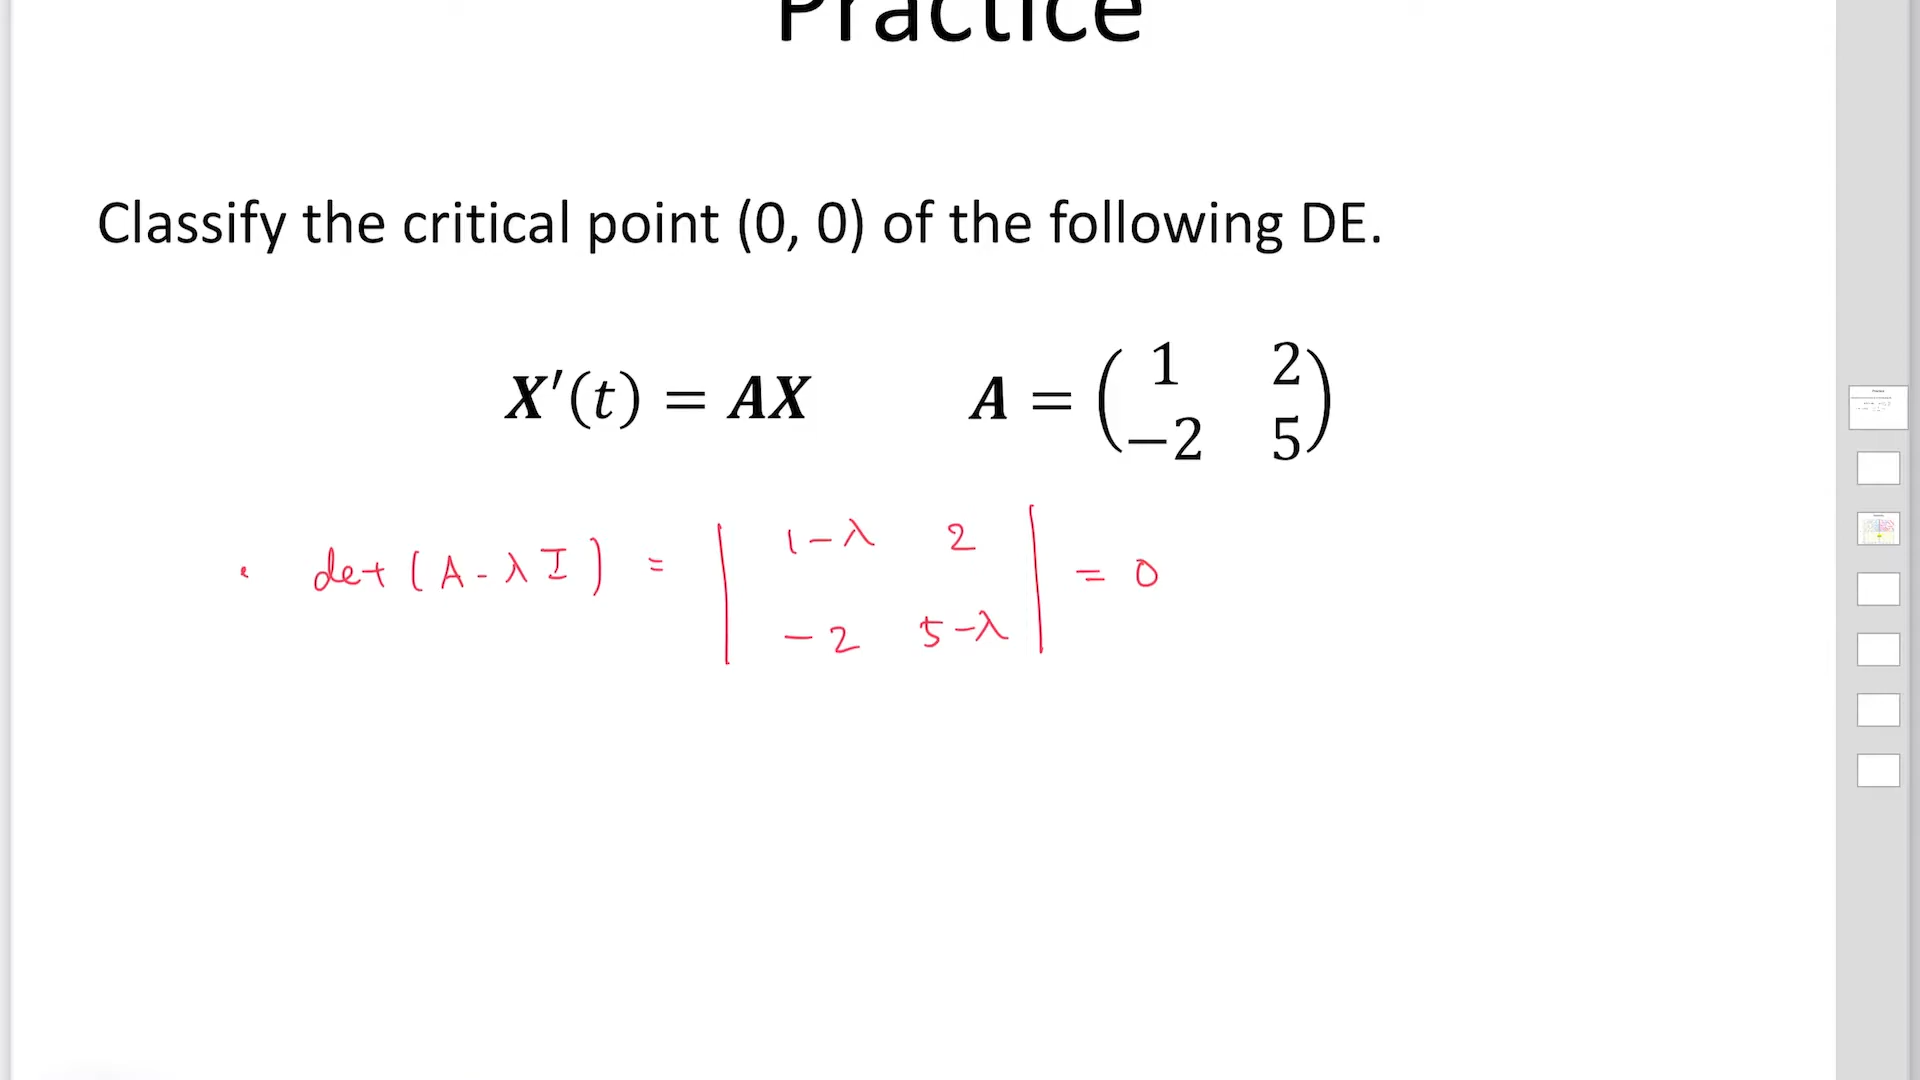 Practice
Classify the critical point (0, 0) of the following DE.
X′(t) = AX A = ( 1 2
−2 5 )
. det (A - λI) = | 1-λ 2
-2 5-λ | = 0